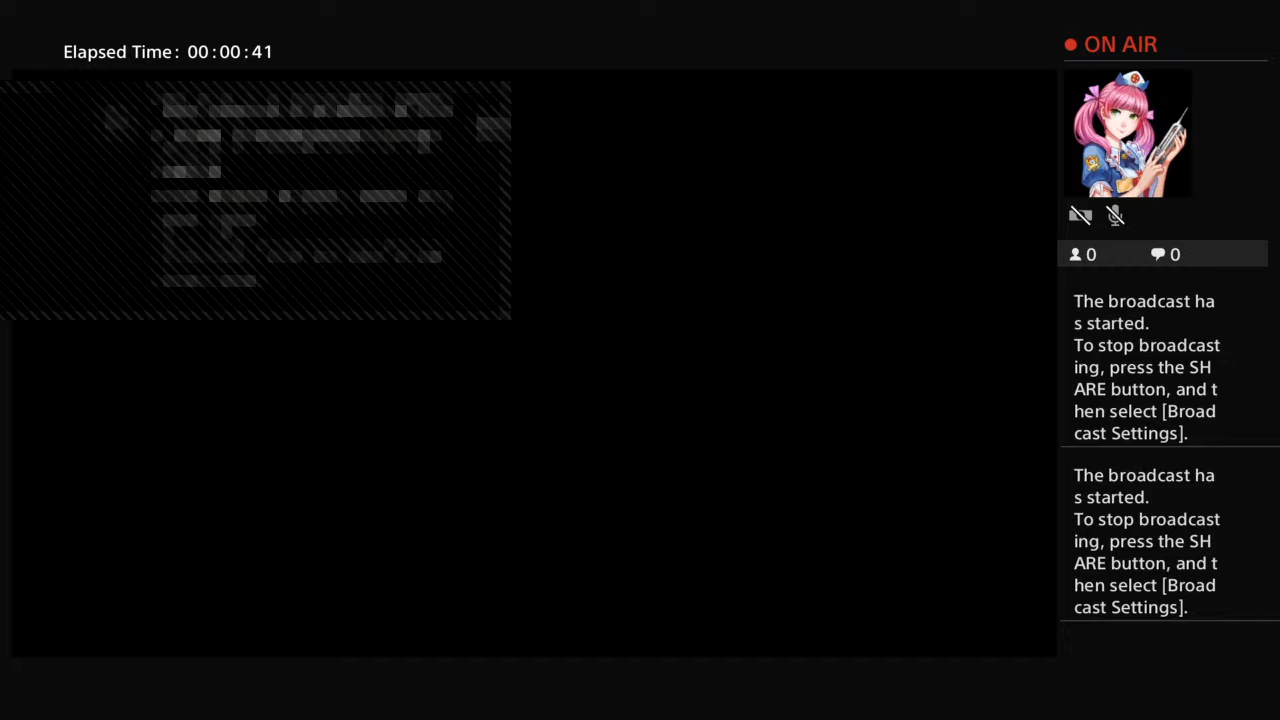 Elapsed Time: 00:00:41
ON AIR
0
0
The broadcast ha
s started.
To stop broadcast
ing, press the SH
ARE button, and t
hen select [Broad
cast Settings].
The broadcast ha
s started.
To stop broadcast
ing, press the SH
ARE button, and t
hen select [Broad
cast Settings].